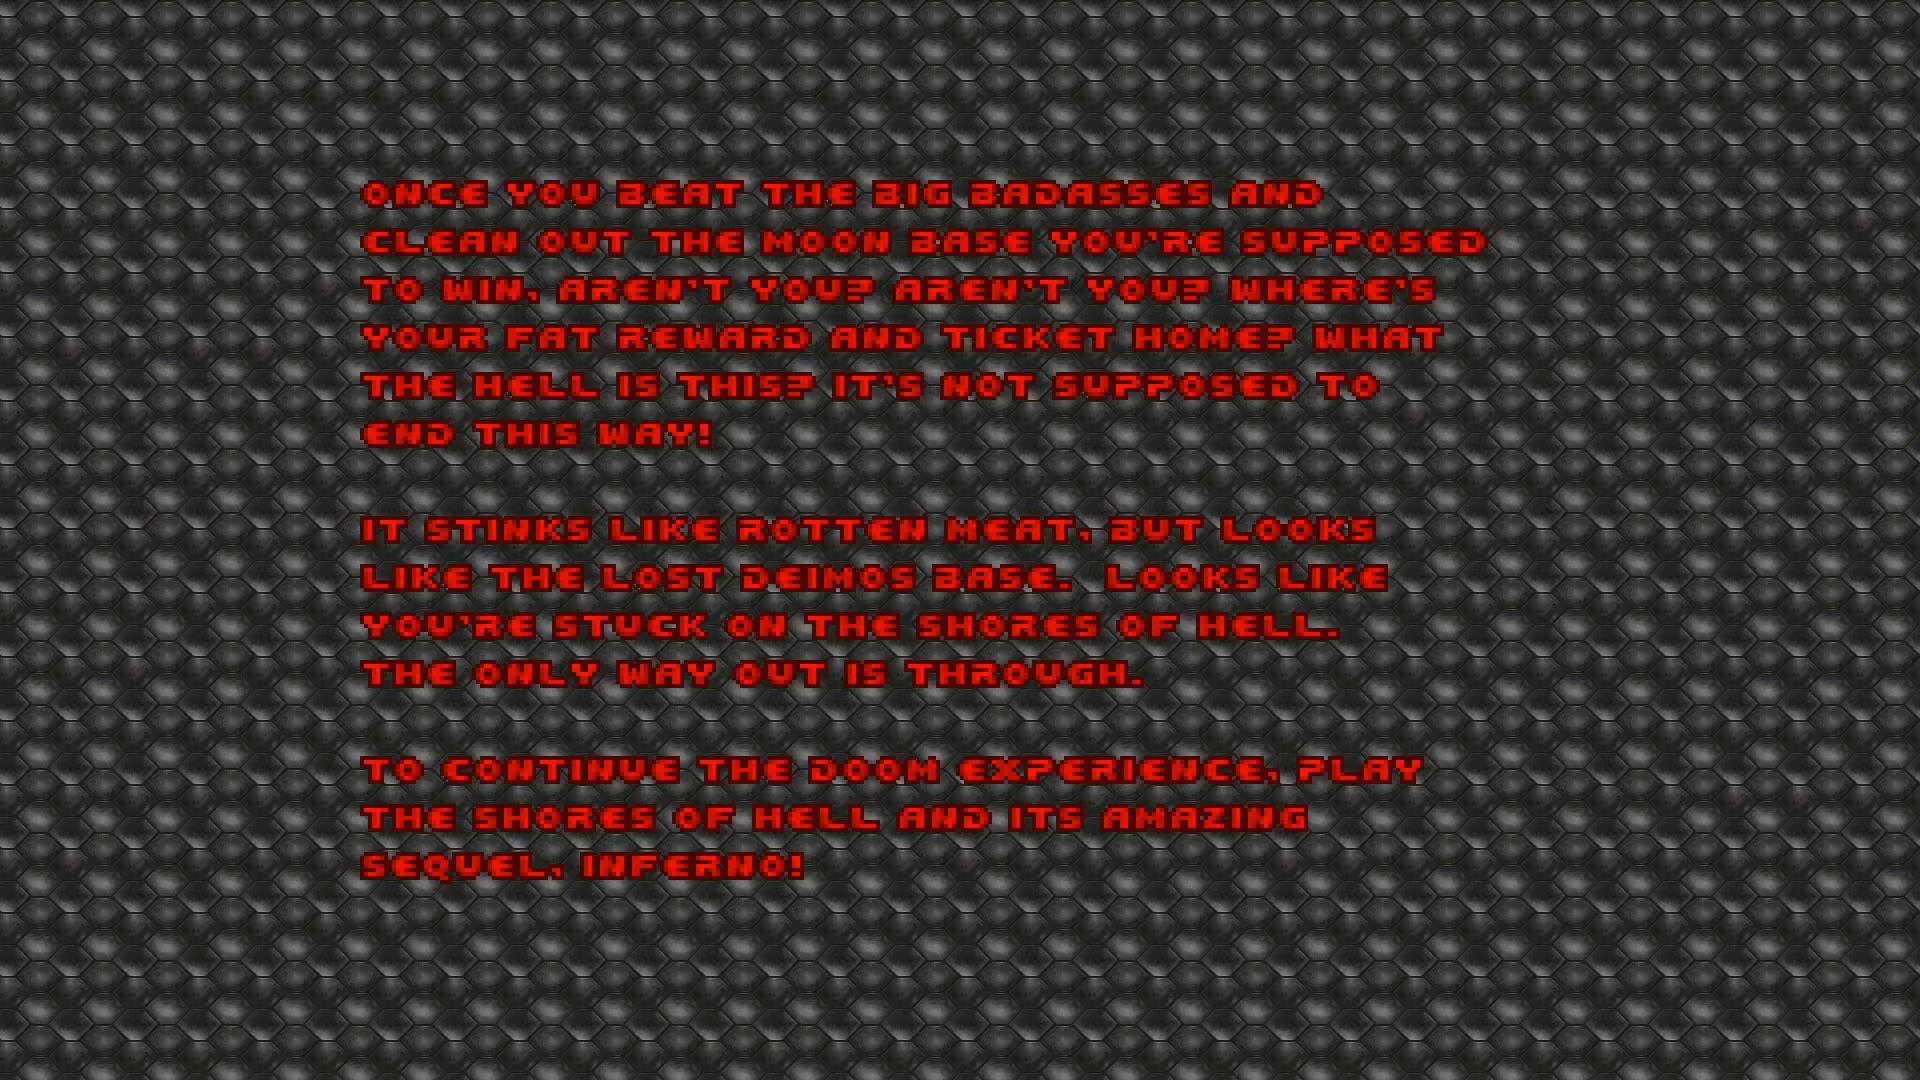 ONCE YOU BEAT THE BIG BADASSES AND
CLEAN OUT THE MOON BASE YOU'RE SUPPOSED
TO WIN, AREN'T YOU? AREN'T YOU? WHERE'S
YOUR FAT REWARD AND TICKET HOME? WHAT
THE HELL IS THIS? IT'S NOT SUPPOSED TO
END THIS WAY!

IT STINKS LIKE ROTTEN MEAT, BUT LOOKS
LIKE THE LOST DEIMOS BASE.  LOOKS LIKE
YOU'RE STUCK ON THE SHORES OF HELL.
THE ONLY WAY OUT IS THROUGH.

TO CONTINUE THE DOOM EXPERIENCE, PLAY
THE SHORES OF HELL AND ITS AMAZING
SEQUEL, INFERNO!